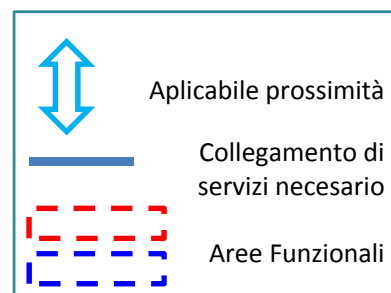 Aplicabile prossimità
Collegamento di
servizi necesario
Aree Funzionali